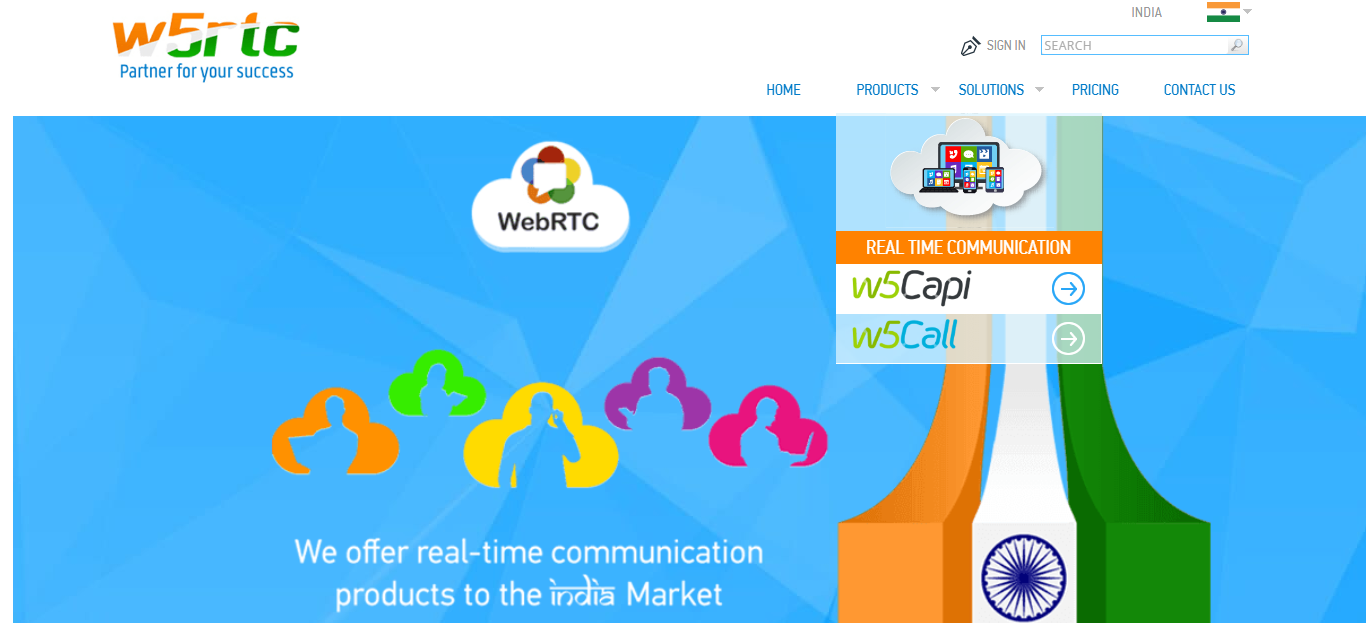 w5rtc
Partner for your success
INDIA
SIGN IN
SEARCH
HOME
PRODUCTS
SOLUTIONS
PRICING
CONTACT US
WebRTC
REAL TIME COMMUNICATION
w5Capi
w5Call
We offer real-time communication
products to the india Market